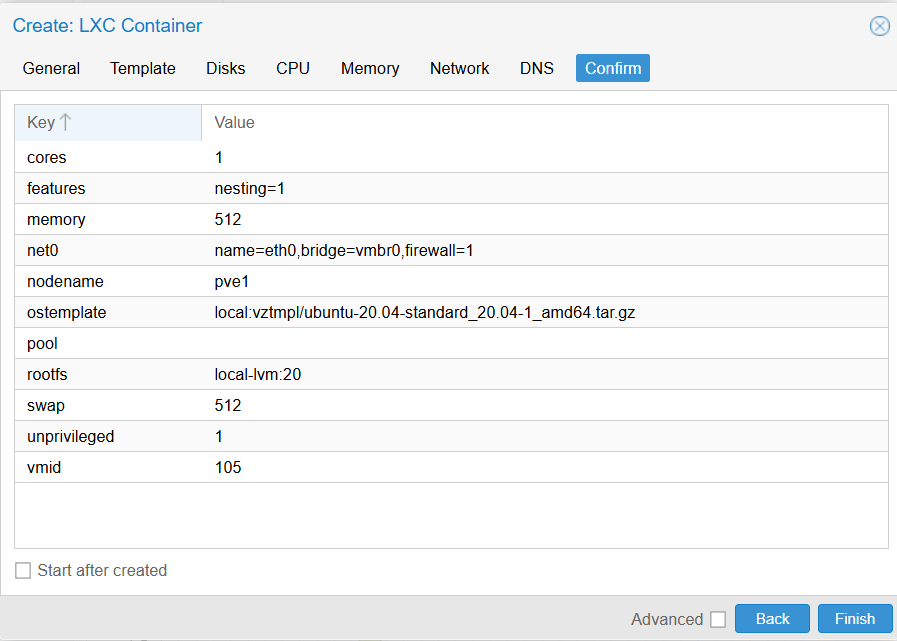 Create: LXC Container
General Template Disks CPU Memory Network DNS Confirm
Key Value
cores 1
features nesting=1
memory 512
net0 name=eth0,bridge=vmbr0,firewall=1
nodename pve1
ostemplate local:vztmpl/ubuntu-20.04-standard_20.04-1_amd64.tar.gz
pool
rootfs local-lvm:20
swap 512
unprivileged 1
vmid 105
Start after created
Advanced Back Finish